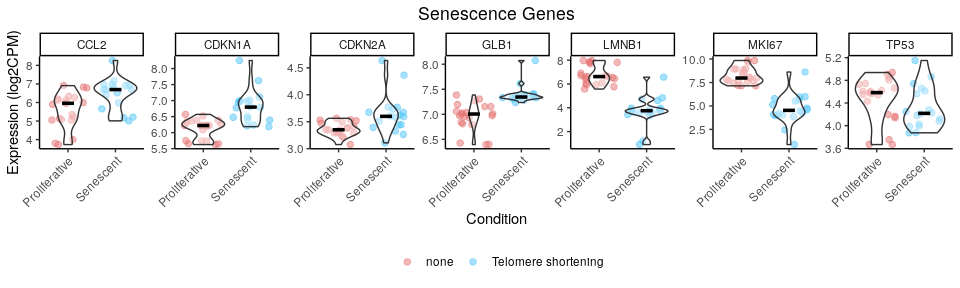 Senescence Genes
CCL2 CDKN1A CDKN2A GLB1 LMNB1 MKI67 TP53
Expression (log2CPM)
8 7 6 5 4
8.0 7.5 7.0 6.5 6.0 5.5
4.5 4.0 3.5 3.0
8.0 7.5 7.0 6.5
8 6 4 2
10.0 7.5 5.0 2.5
5.2 4.8 4.4 4.0 3.6
Proliferative Senescent Proliferative Senescent Proliferative Senescent Proliferative Senescent Proliferative Senescent Proliferative Senescent Proliferative Senescent
Condition
none Telomere shortening